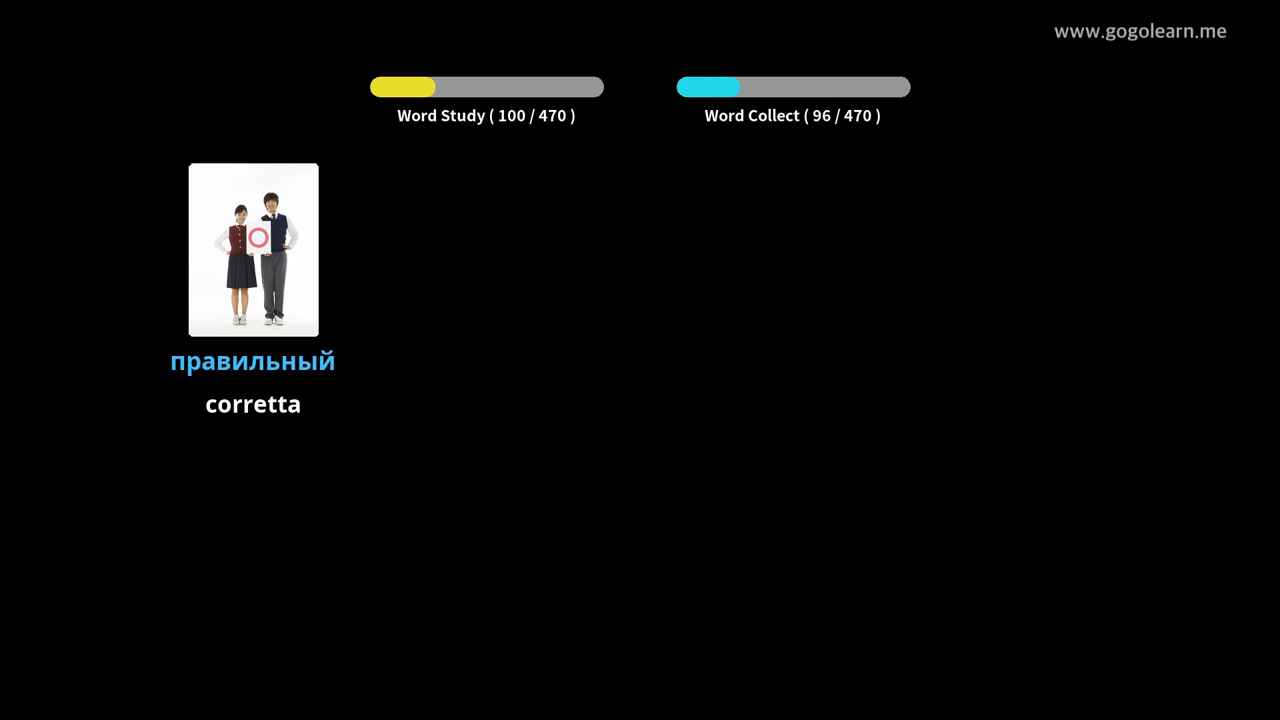 www.gogolearn.me
Word Study ( 100 / 470 )
Word Collect ( 96 / 470 )
правильный
corretta